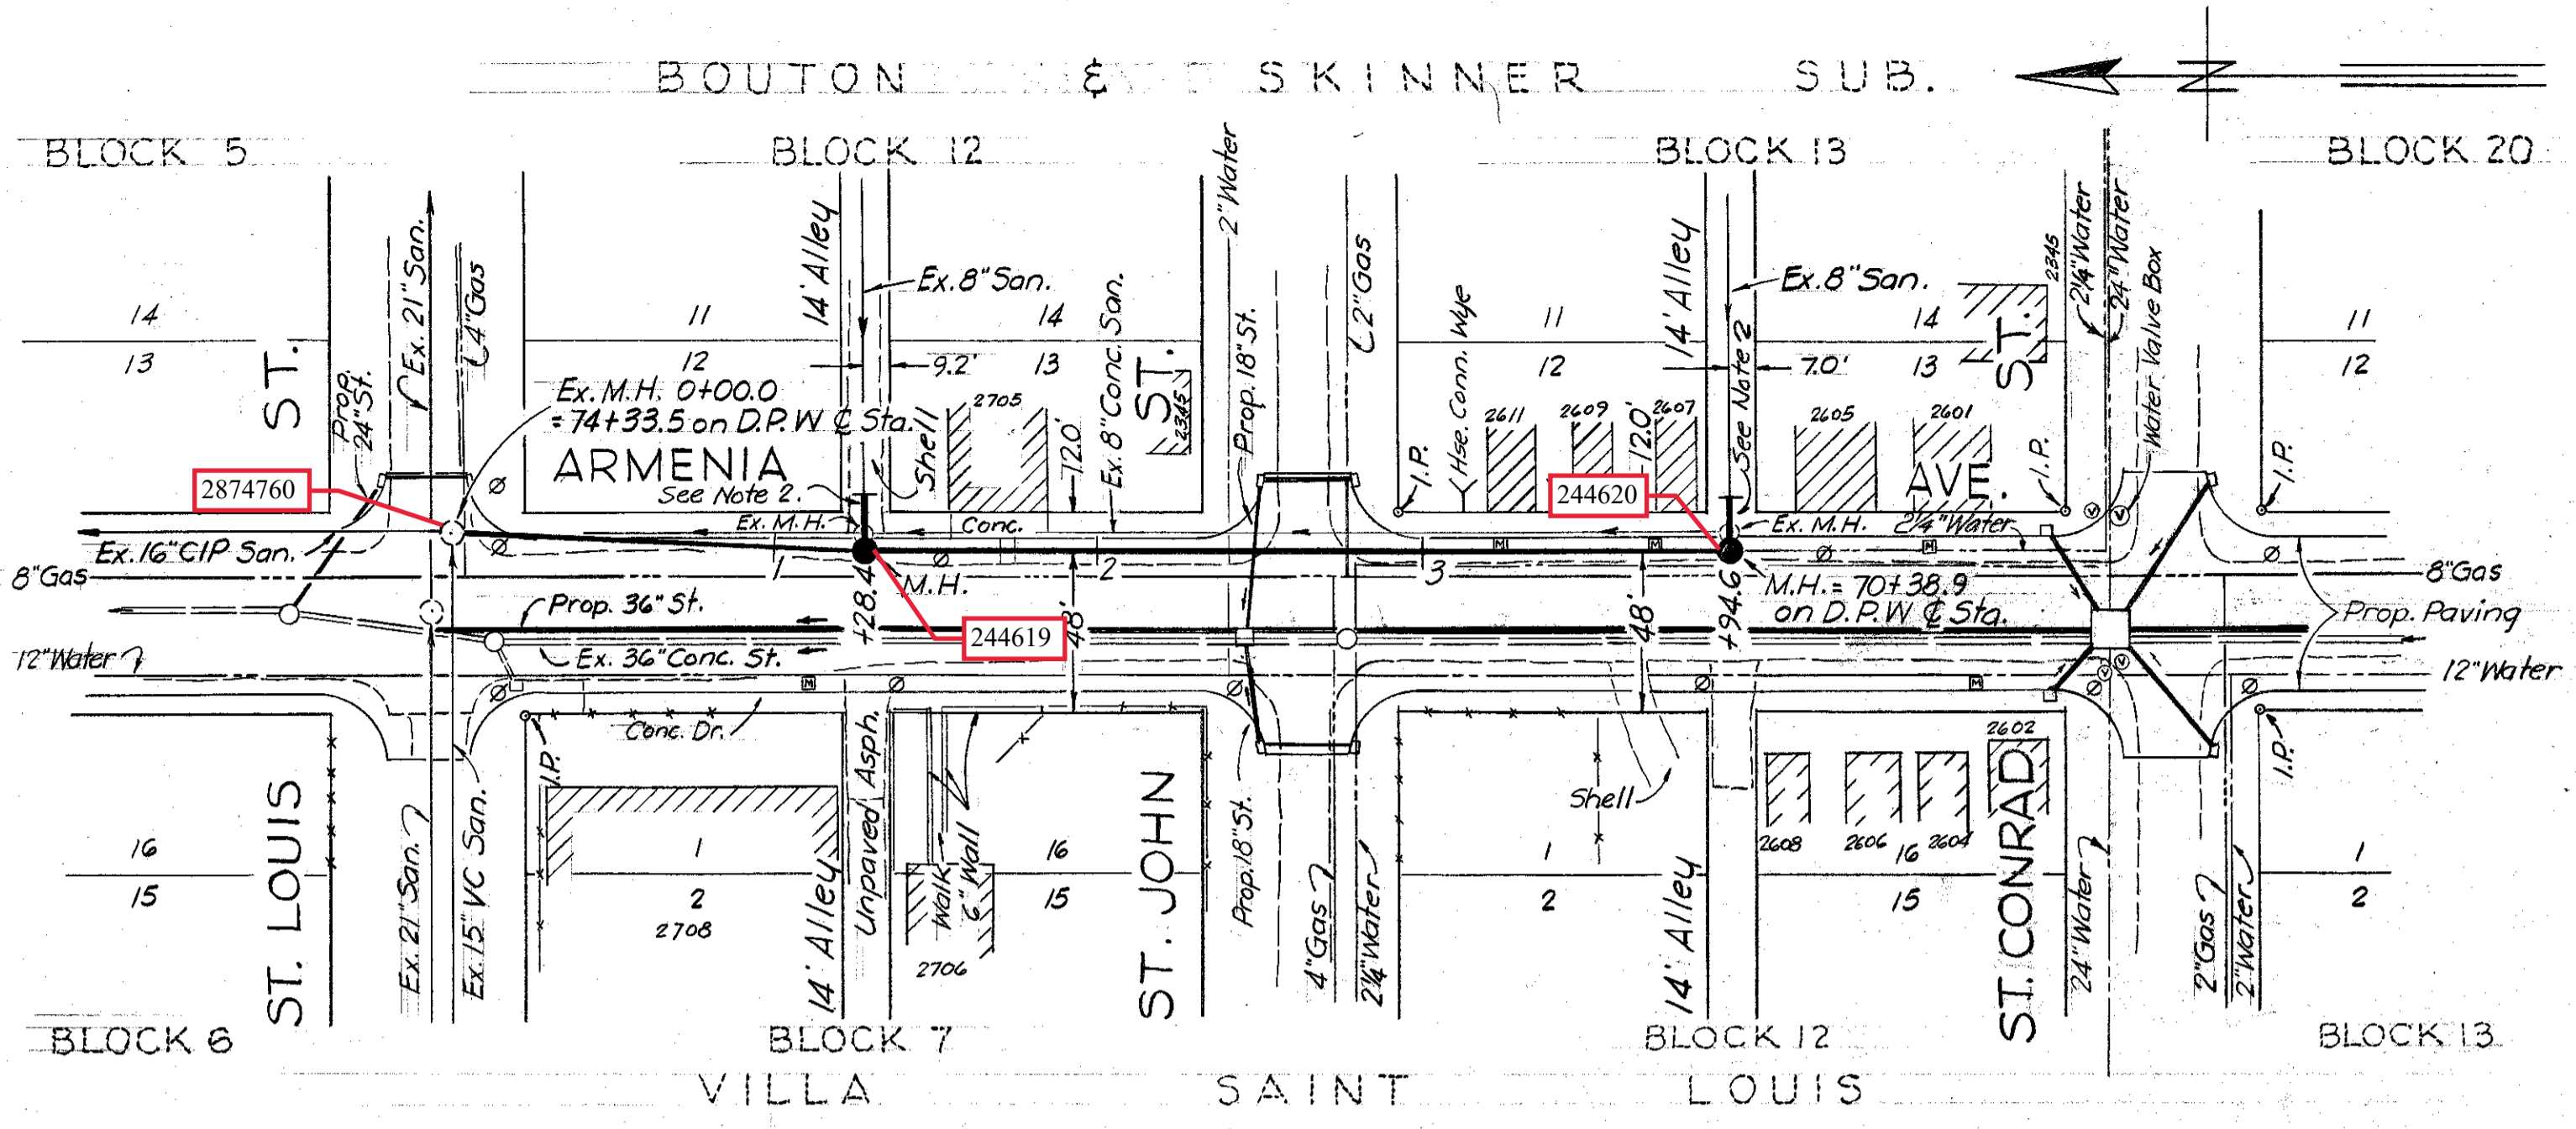 BOUTON & SKINNER SUB.
N
BLOCK 5
BLOCK 12
BLOCK 13
BLOCK 20
14
13
ST.
Prop. 24" St.
Ex. 21" San.
4" Gas
11
12
14' Alley
Ex. 8" San.
9.2'
14
13
Ex. 8" Conc. San.
ST.
2345
2" Water
Prop. 18" St.
2" Gas
Hse. Conn. Wye
11
12
14' Alley
Ex. 8" San.
See Note 2
7.0'
14
13
ST.
2345
2¼" Water
24" Water
Water Valve Box
11
12
Ex. M.H. 0+00.0
= 74+33.5 on D.P.W ℄ Sta.
ARMENIA
See Note 2.
Shell
2705
12.0'
I.P.
2611
2609
2607
12.0'
2605
2601
AVE.
I.P.
I.P.
2874760
244620
Ex. M.H.
Conc.
Ex. M.H.
2¼" Water
Ex. 16" CIP San.
8" Gas
1
M.H.
2
3
M.H. = 70+38.9
on D.P.W ℄ Sta.
8" Gas
Prop. 36" St.
+28.4
244619
48'
48'
+94.6
Prop. Paving
12" Water
Ex. 36" Conc. St.
12" Water
M
M
M
M
M
V
V
V
V
Conc. Dr.
I.P.
I.P.
ST. LOUIS
Ex. 21" San.
Ex. 15" VC San.
16
15
1
2
2708
14' Alley
Unpaved Asph.
Walk
6" Wall
2706
16
15
ST. JOHN
Prop. 18" St.
4" Gas
2¼" Water
1
2
Shell
14' Alley
2608
2606
2604
2602
16
15
ST. CONRAD
24" Water
2" Gas
2" Water
1
2
BLOCK 6
BLOCK 7
BLOCK 12
BLOCK 13
VILLA SAINT LOUIS